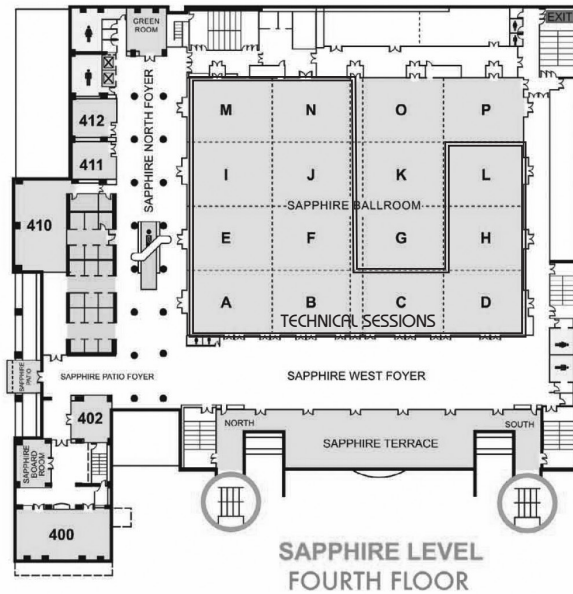 GREEN
ROOM
EXIT
SAPPHIRE NORTH FOYER
412
411
410
M N O P
I J K L
SAPPHIRE BALLROOM
E F G H
A B C D
TECHNICAL SESSIONS
SAPPHIRE PATIO
SAPPHIRE PATIO FOYER
SAPPHIRE WEST FOYER
402
NORTH
SOUTH
SAPPHIRE TERRACE
SAPPHIRE
BOARD
ROOM
400
SAPPHIRE LEVEL
FOURTH FLOOR